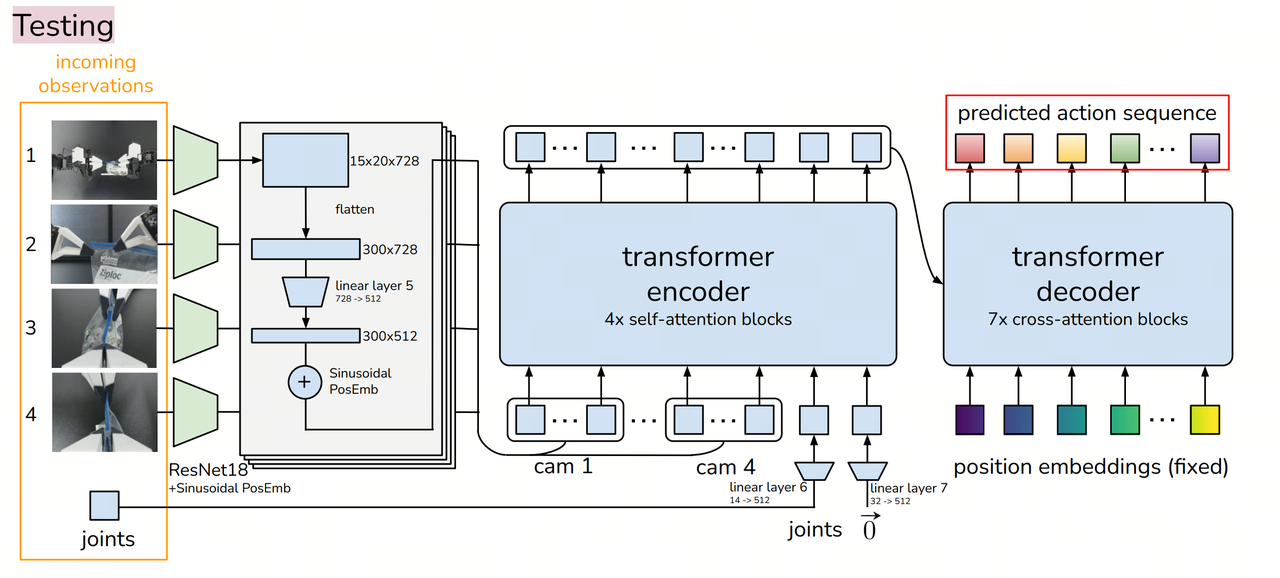 Testing
incoming
observations
1
2
3
4
ziploc
ResNet18
+Sinusoidal PosEmb
joints
15x20x728
flatten
300x728
linear layer 5
728 -> 512
300x512
+
Sinusoidal
PosEmb
transformer
encoder
4x self-attention blocks
cam 1
cam 4
linear layer 6
14 -> 512
linear layer 7
32 -> 512
joints
0
predicted action sequence
transformer
decoder
7x cross-attention blocks
position embeddings (fixed)